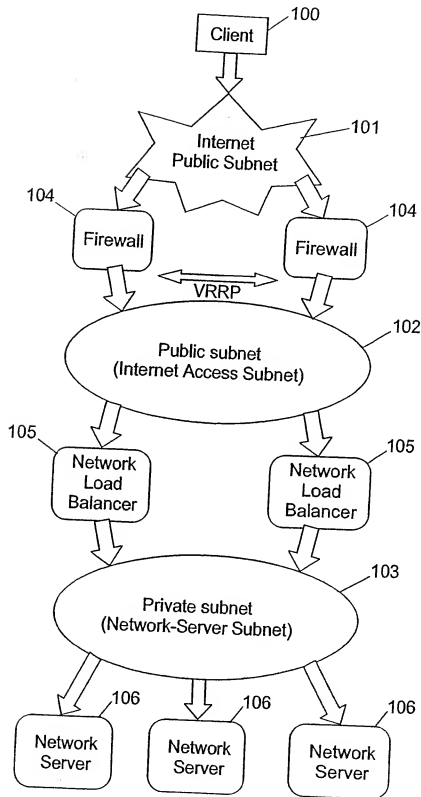 100
Client
101
Internet
Public Subnet
104
104
Firewall
Firewall
VRRP
102
Public subnet
(Internet Access Subnet)
105
105
Network
Load
Balancer
Network
Load
Balancer
103
Private subnet
(Network-Server Subnet)
106
106
106
Network
Server
Network
Server
Network
Server